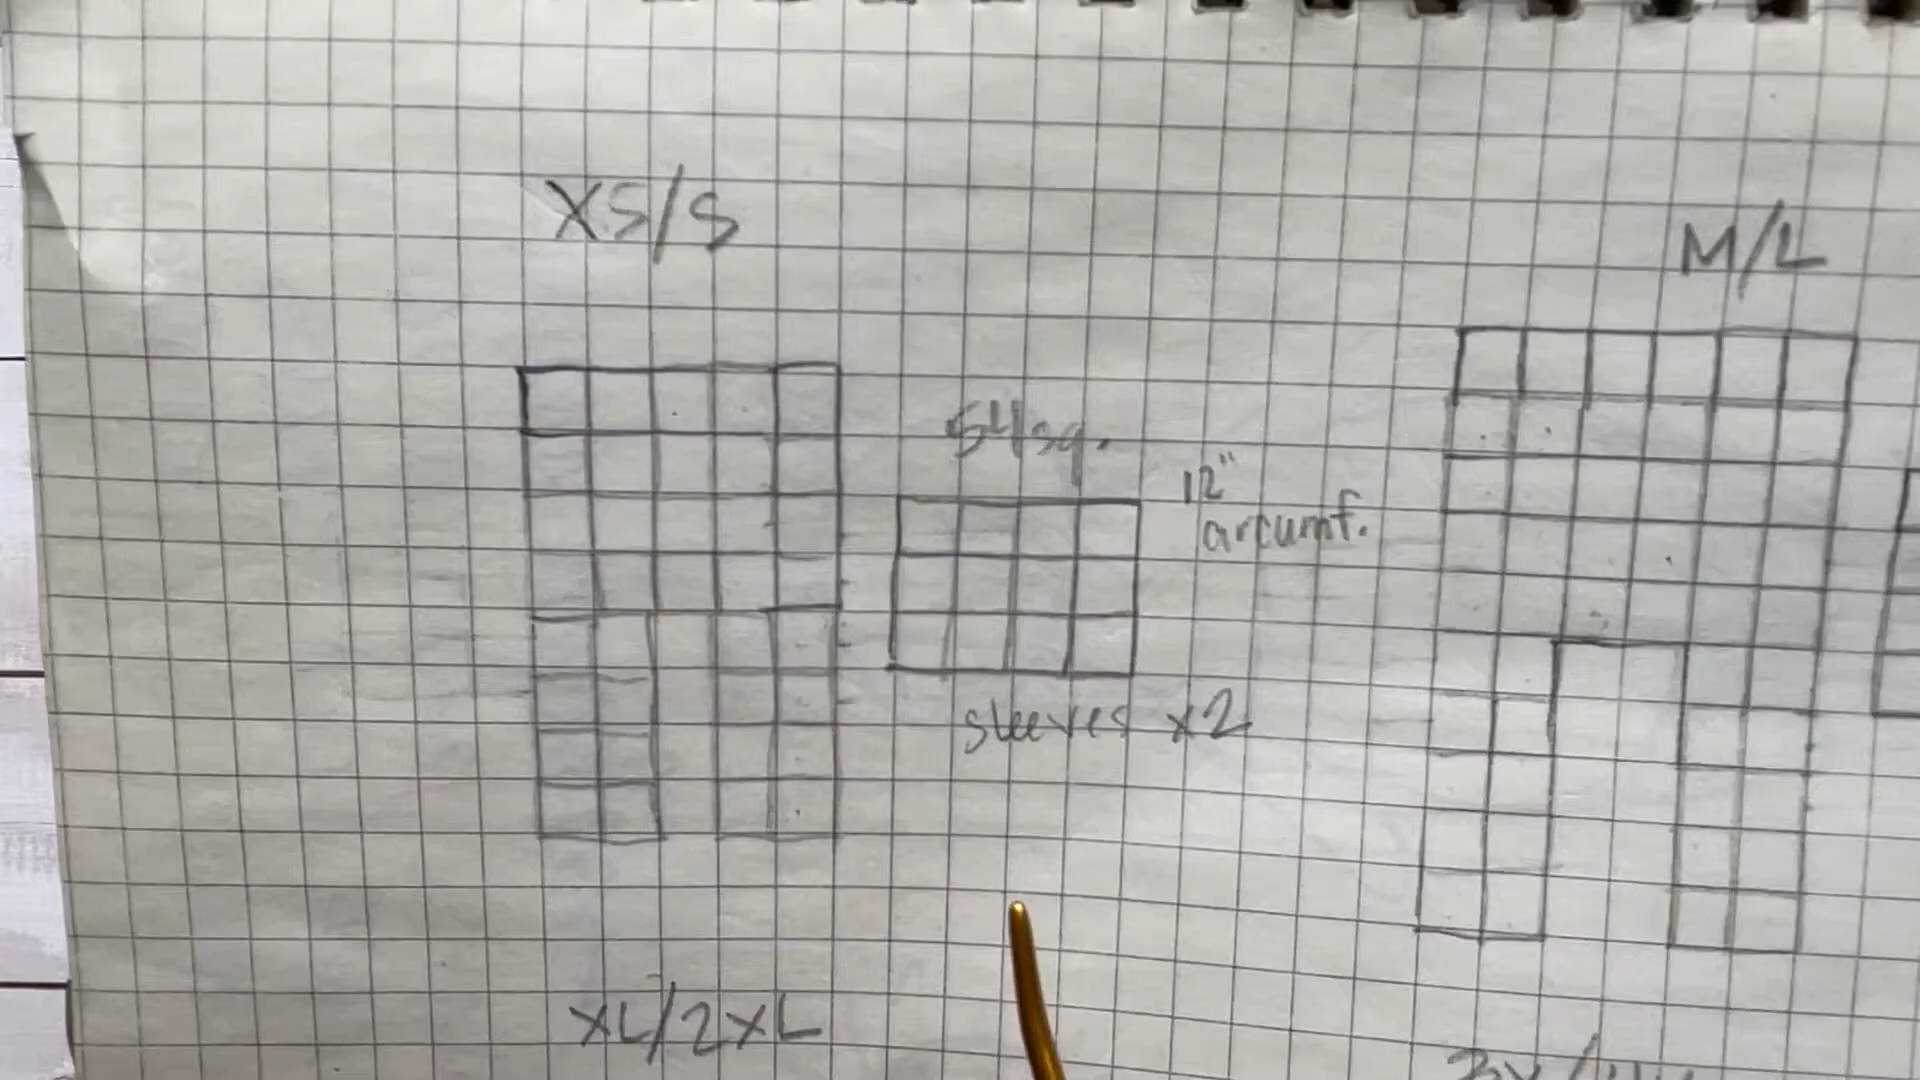 XS/S
M/L
54sq.
12"
circumf.
sleeves x2
XL/2XL